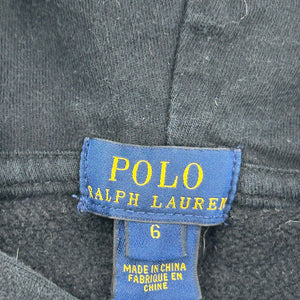 POLO
RALPH LAUREN
6
MADE IN CHINA
FABRIQUÉ EN
CHINE